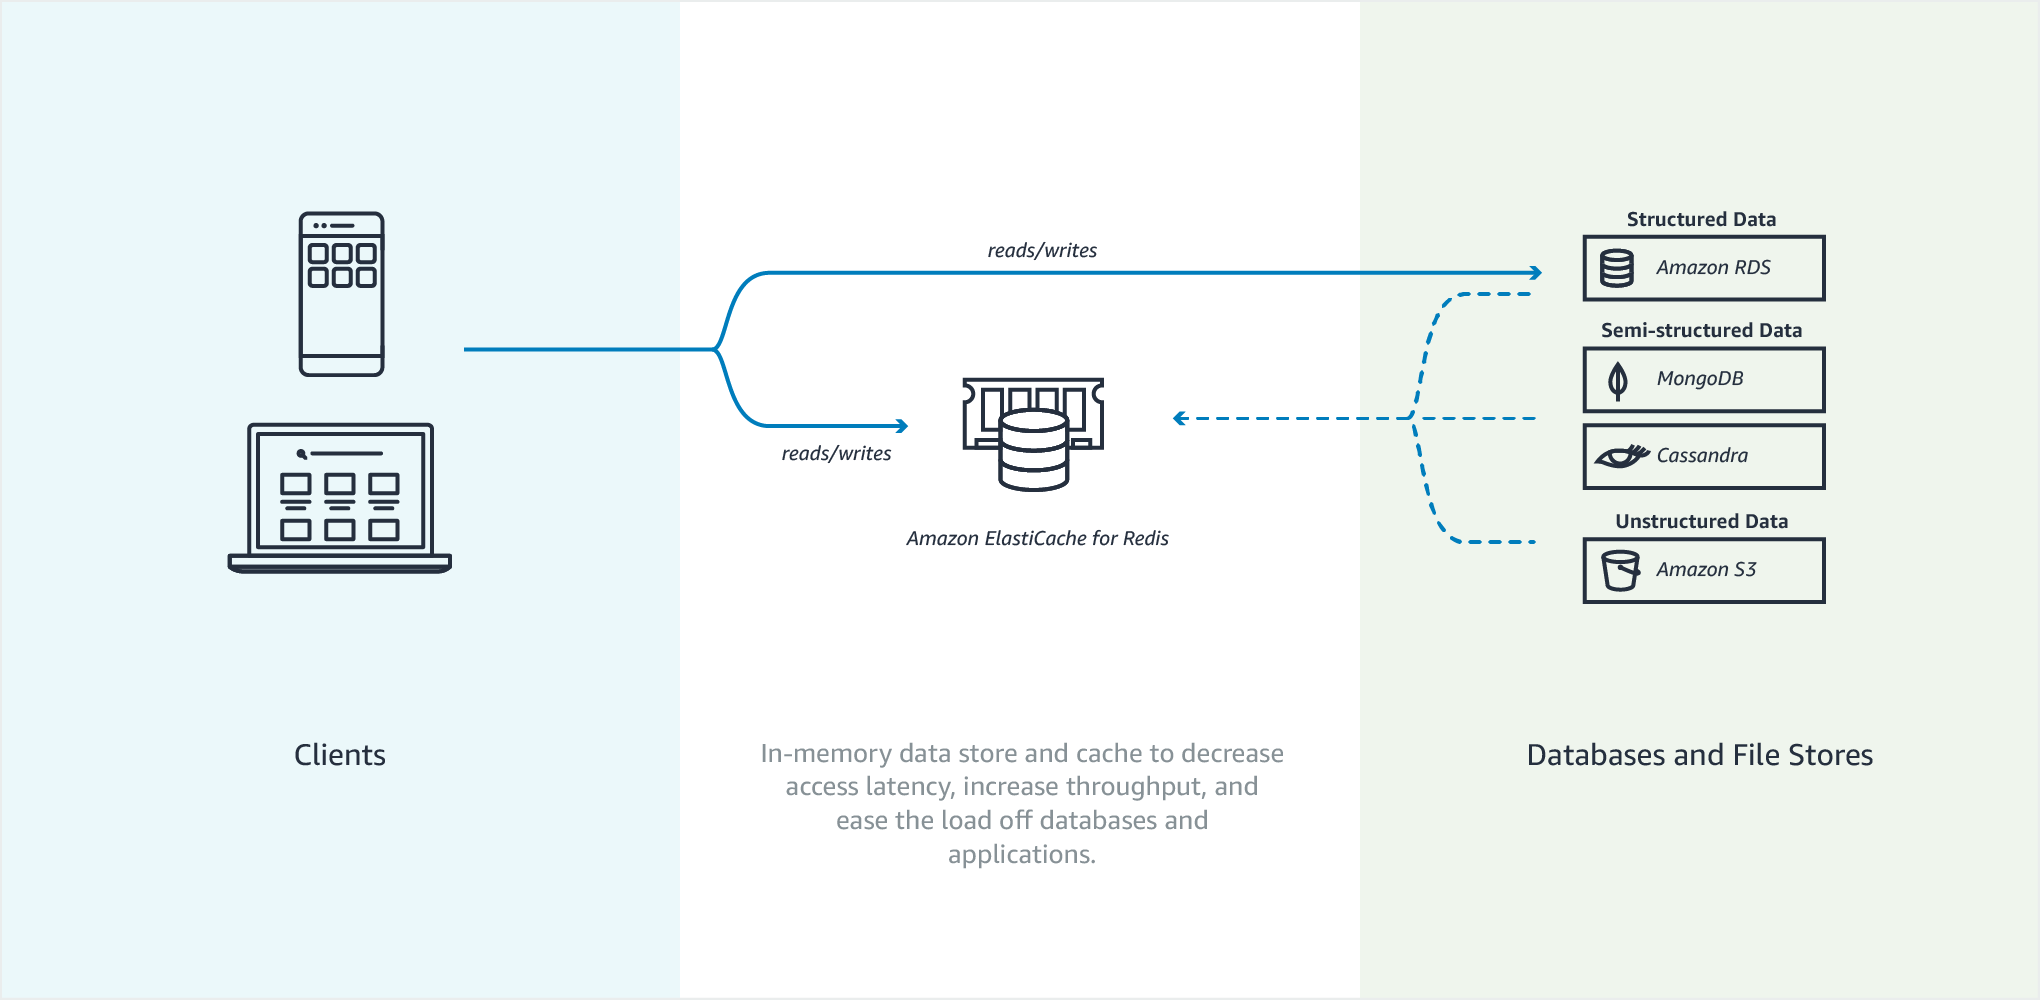 reads/writes
reads/writes
Amazon ElastiCache for Redis
Structured Data
Amazon RDS
Semi-structured Data
MongoDB
Cassandra
Unstructured Data
Amazon S3
Clients
In-memory data store and cache to decrease
access latency, increase throughput, and
ease the load off databases and
applications.
Databases and File Stores